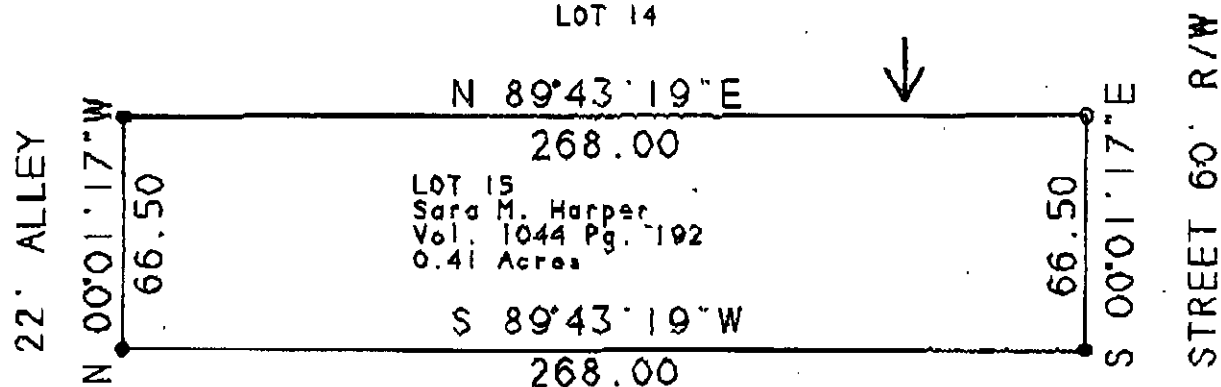 LOT 14
N 89°43'19"E
268.00
22' ALLEY
N 00°01'17"W
66.50
LOT 15
Sara M. Harper
Vol. 1044 Pg. 192
0.41 Acres
66.50
S 00°01'17"E
STREET 60' R/W
S 89°43'19"W
268.00